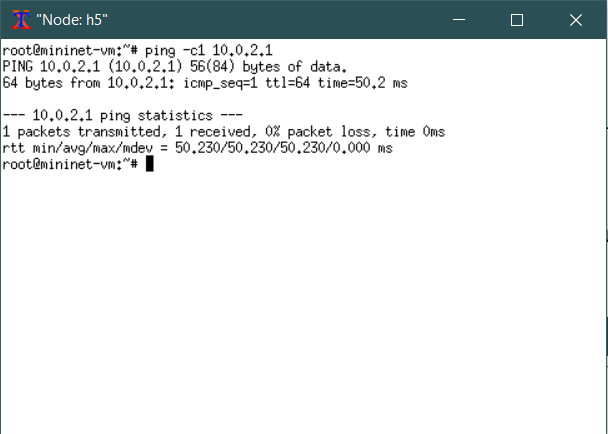 "Node: h5"
root@mininet-vm:~# ping -c1 10.0.2.1
PING 10.0.2.1 (10.0.2.1) 56(84) bytes of data.
64 bytes from 10.0.2.1: icmp_seq=1 ttl=64 time=50.2 ms

--- 10.0.2.1 ping statistics ---
1 packets transmitted, 1 received, 0% packet loss, time 0ms
rtt min/avg/max/mdev = 50.230/50.230/50.230/0.000 ms
root@mininet-vm:~#